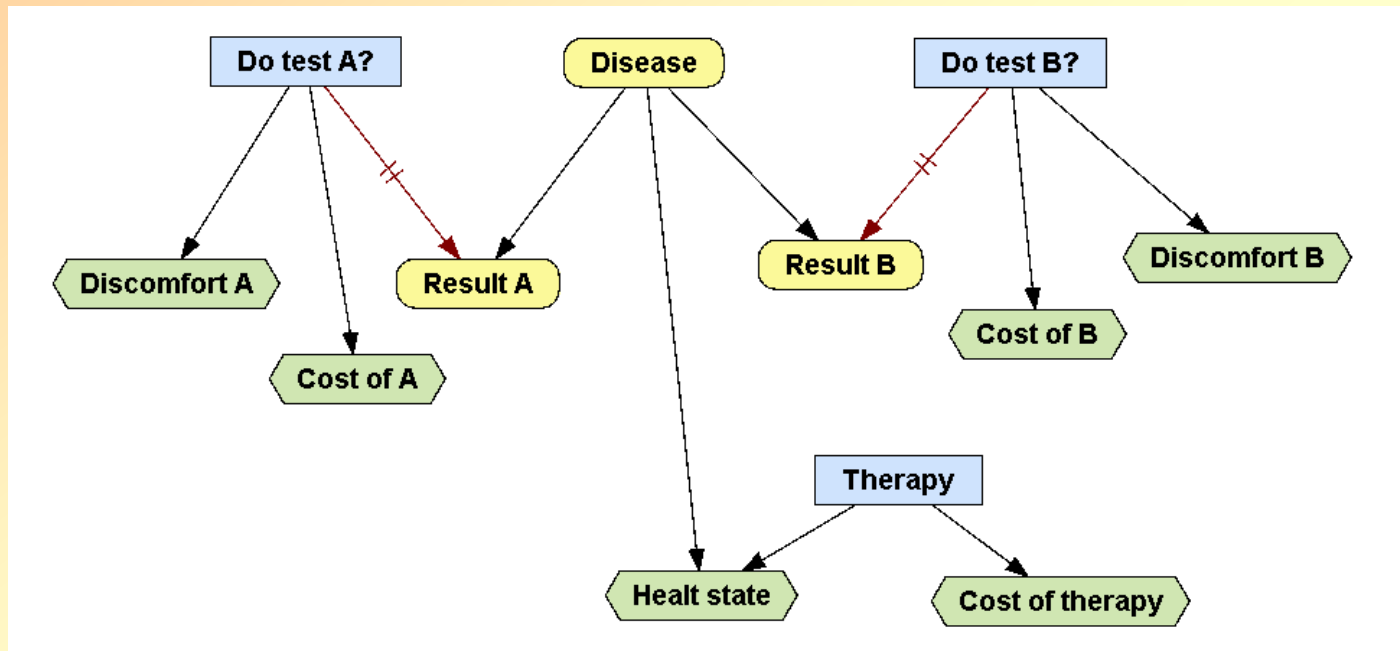 Do test A?
Disease
Do test B?
Discomfort A
Result A
Result B
Discomfort B
Cost of A
Cost of B
Therapy
Healt state
Cost of therapy